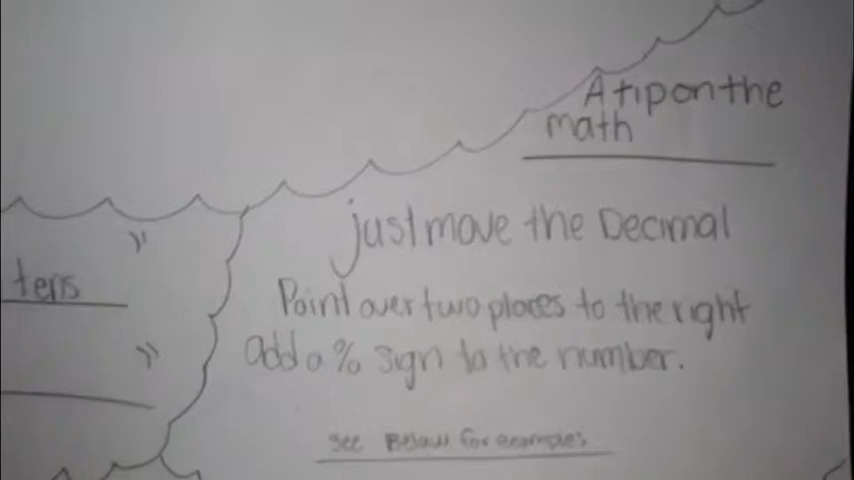 A tip on the
math
just move the Decimal
Point over two places to the right
add a % sign to the number.
see Below for examples
tens
"
"